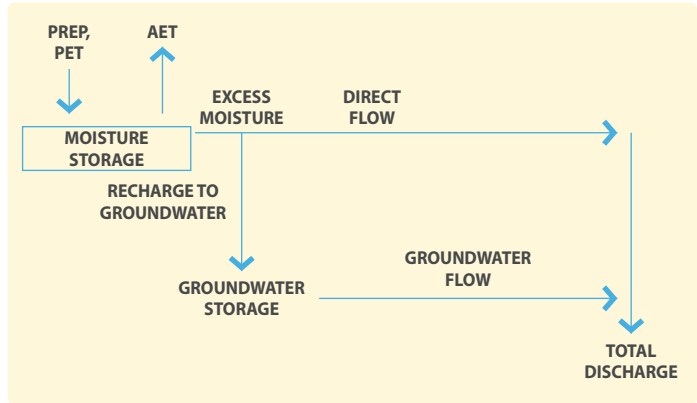 PREP,
PET
AET
EXCESS
MOISTURE
DIRECT
FLOW
MOISTURE
STORAGE
RECHARGE TO
GROUNDWATER
GROUNDWATER
STORAGE
GROUNDWATER
FLOW
TOTAL
DISCHARGE